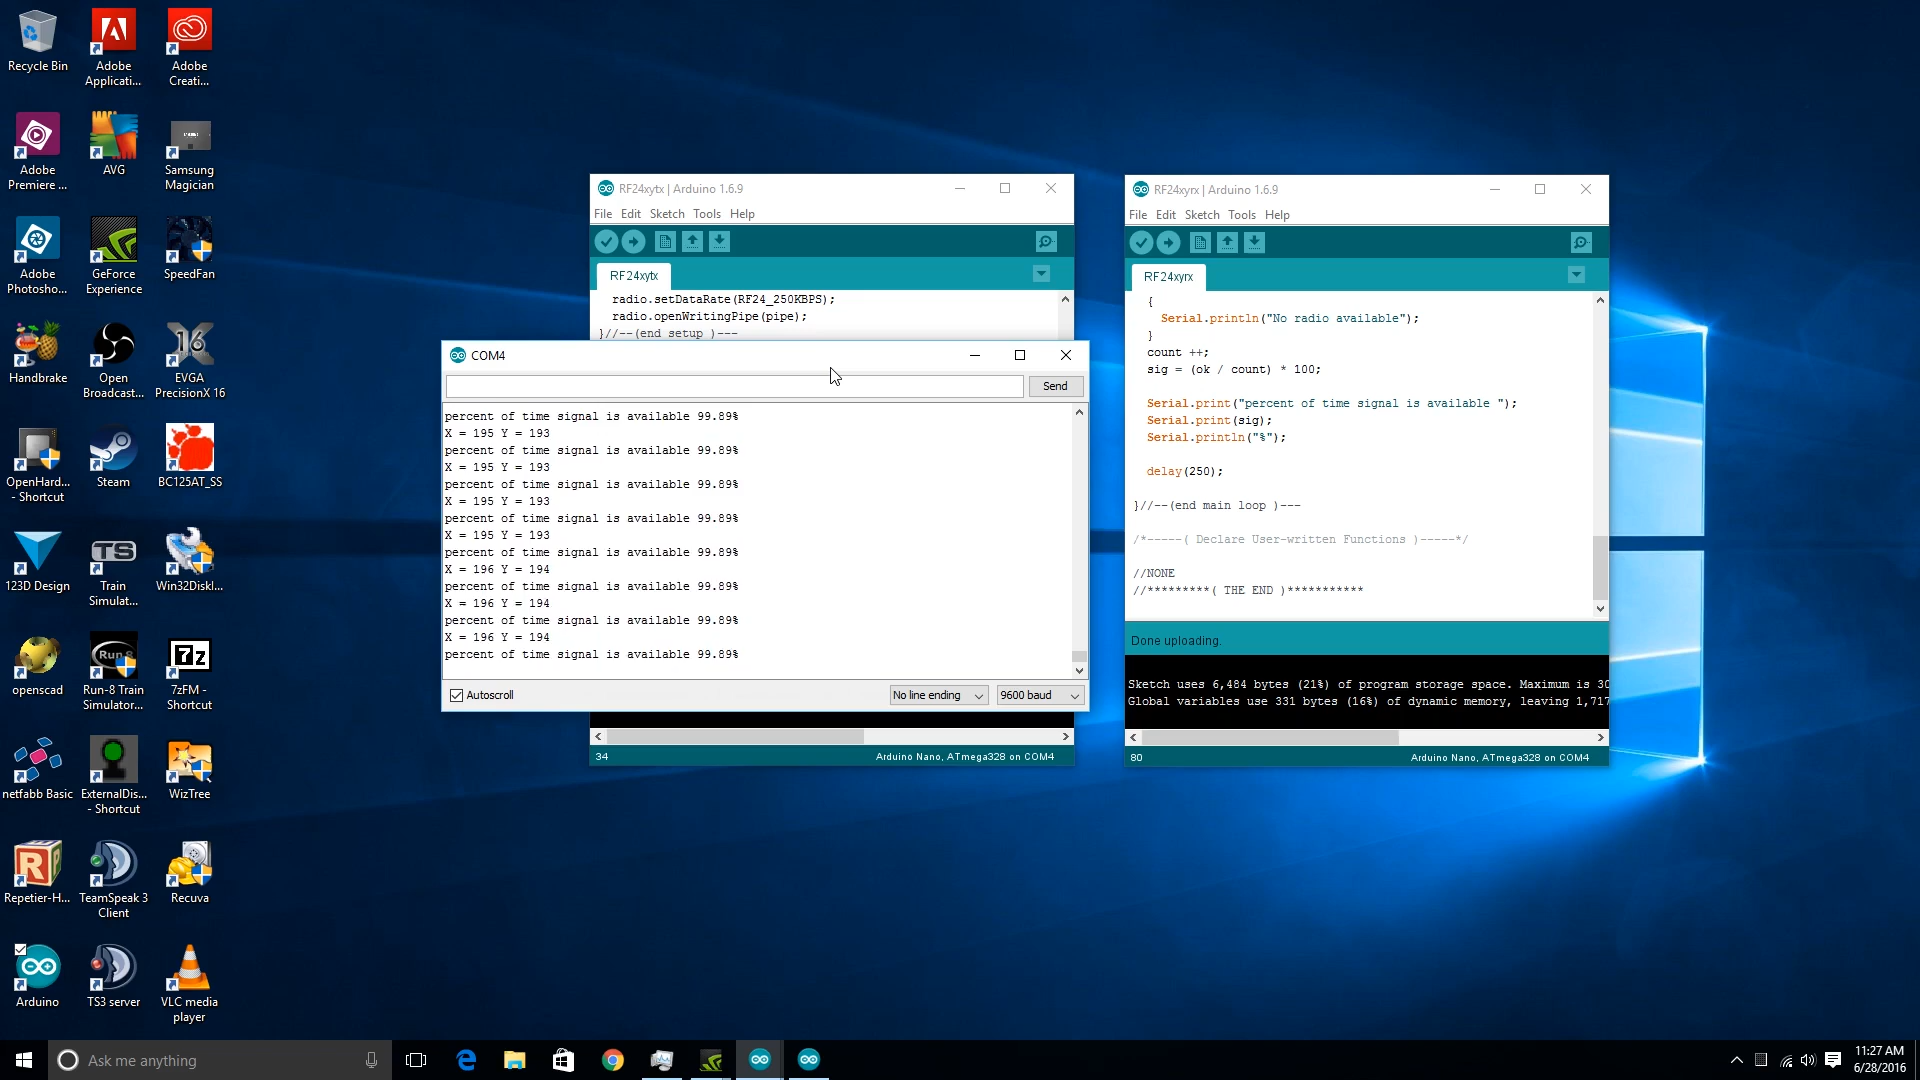 Recycle Bin
Adobe
Applicati...
Adobe
Creati...
Adobe
Premiere ...
AVG
Samsung
Magician
Adobe
Photosho...
GeForce
Experience
SpeedFan
Handbrake
Open
Broadcast...
EVGA
PrecisionX 16
OpenHard...
- Shortcut
Steam
BC125AT_SS
123D Design
Train
Simulat...
Win32DiskI...
openscad
Run-8 Train
Simulator...
7zFM -
Shortcut
netfabb Basic
ExternalDis...
- Shortcut
WizTree
Repetier-H...
TeamSpeak 3
Client
Recuva
Arduino
TS3 server
VLC media
player
RF24xytx | Arduino 1.6.9
File Edit Sketch Tools Help
RF24xytx
radio.setDataRate(RF24_250KBPS);
radio.openWritingPipe(pipe);
}//--(end setup )---
COM4
Send
percent of time signal is available 99.89%
X = 195 Y = 193
percent of time signal is available 99.89%
X = 195 Y = 193
percent of time signal is available 99.89%
X = 195 Y = 193
percent of time signal is available 99.89%
X = 195 Y = 193
percent of time signal is available 99.89%
X = 196 Y = 194
percent of time signal is available 99.89%
X = 196 Y = 194
percent of time signal is available 99.89%
X = 196 Y = 194
percent of time signal is available 99.89%
Autoscroll
No line ending
9600 baud
34
Arduino Nano, ATmega328 on COM4
RF24xyrx | Arduino 1.6.9
File Edit Sketch Tools Help
RF24xyrx
{
Serial.println("No radio available");
}
count ++;
sig = (ok / count) * 100;
Serial.print("percent of time signal is available ");
Serial.print(sig);
Serial.println("%");
delay(250);
}//--(end main loop )---
/*-----( Declare User-written Functions )-----*/
//NONE
//*********( THE END )***********
Done uploading.
Sketch uses 6,484 bytes (21%) of program storage space. Maximum is 30
Global variables use 331 bytes (16%) of dynamic memory, leaving 1,717
80
Arduino Nano, ATmega328 on COM4
Ask me anything
11:27 AM
6/28/2016